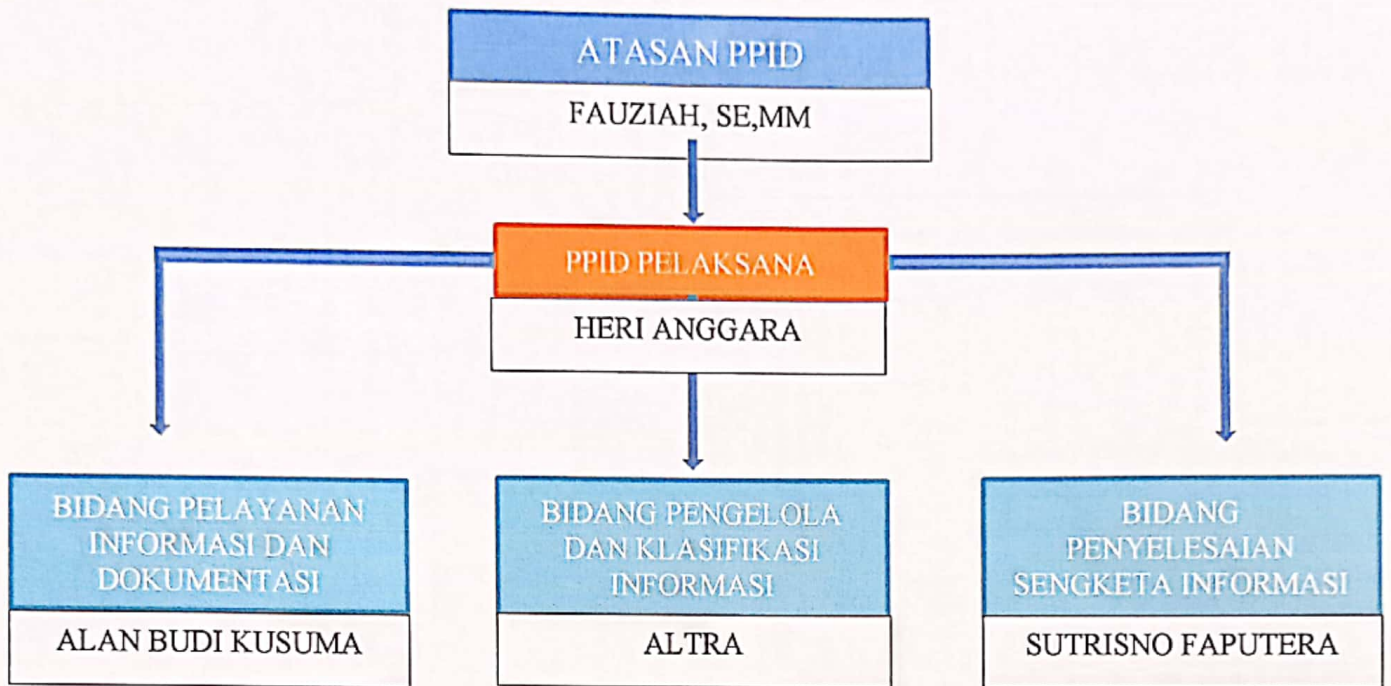 ATASAN PPID
FAUZIAH, SE,MM
PPID PELAKSANA
HERI ANGGARA
BIDANG PELAYANAN
INFORMASI DAN
DOKUMENTASI
ALAN BUDI KUSUMA
BIDANG PENGELOLA
DAN KLASIFIKASI
INFORMASI
ALTRA
BIDANG
PENYELESAIAN
SENGKETA INFORMASI
SUTRISNO FAPUTERA